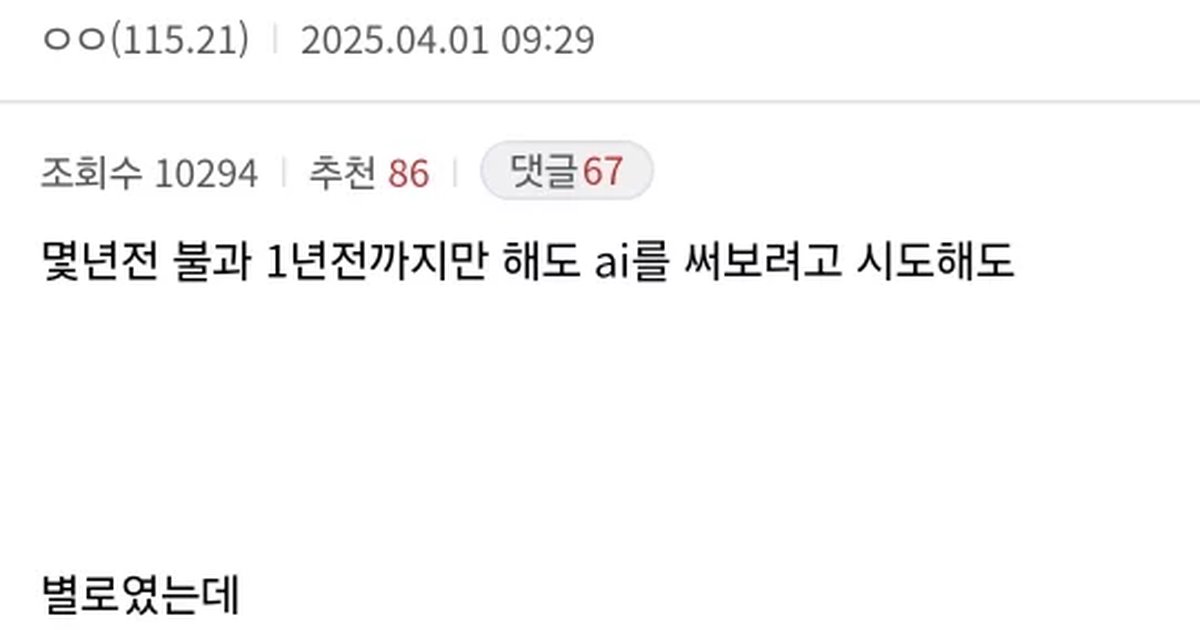 ㅇㅇ(115.21) | 2025.04.01 09:29
조회수 10294 | 추천 86 | 댓글67
몇년전 불과 1년전까지만 해도 ai를 써보려고 시도해도
별로였는데